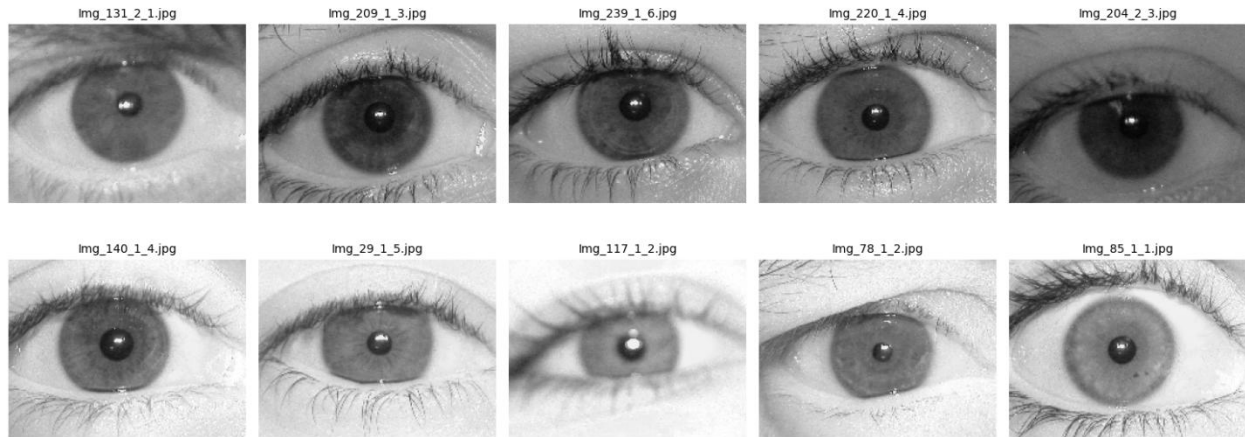 Img_131_2_1.jpg
Img_209_1_3.jpg
Img_239_1_6.jpg
Img_220_1_4.jpg
Img_204_2_3.jpg
Img_140_1_4.jpg
Img_29_1_5.jpg
Img_117_1_2.jpg
Img_78_1_2.jpg
Img_85_1_1.jpg